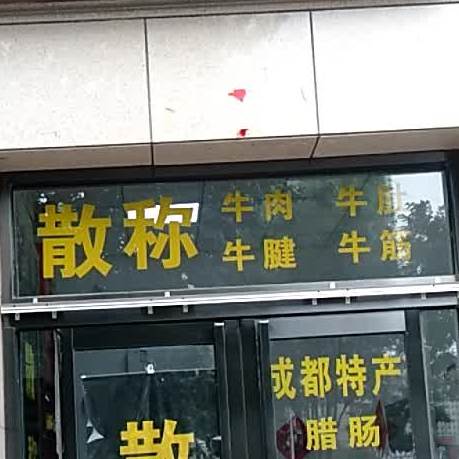 散称
牛肉 牛肚
牛腱 牛筋
成都特产
腊肠
散